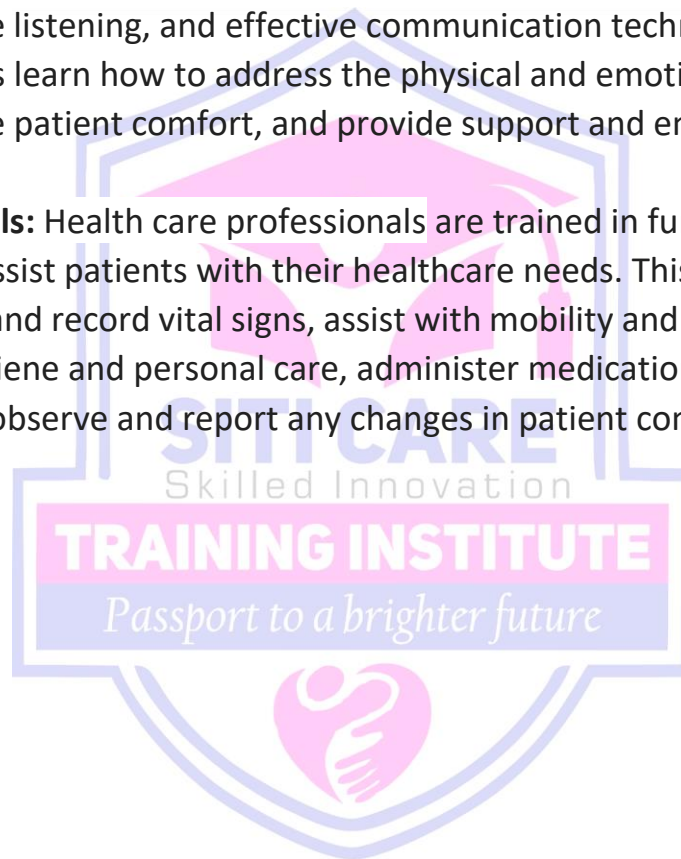 e listening, and effective communication techn
s learn how to address the physical and emoti
e patient comfort, and provide support and en
ls: Health care professionals are trained in fu
ssist patients with their healthcare needs. This
and record vital signs, assist with mobility and
iene and personal care, administer medicatio
observe and report any changes in patient con
SITI CARE
Skilled Innovation
TRAINING INSTITUTE
Passport to a brighter future